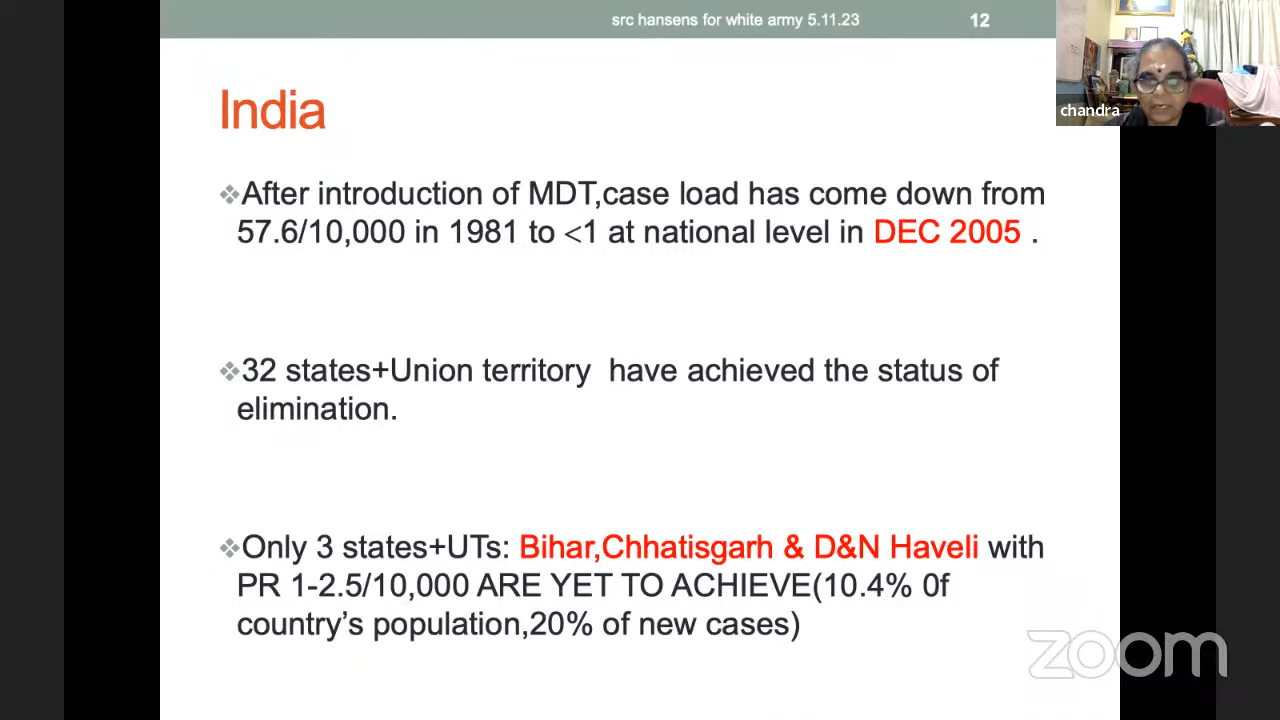 src hansens for white army 5.11.23
12
chandra
India
❖After introduction of MDT,case load has come down from
57.6/10,000 in 1981 to <1 at national level in DEC 2005 .
❖32 states+Union territory have achieved the status of
elimination.
❖Only 3 states+UTs: Bihar,Chhatisgarh & D&N Haveli with
PR 1-2.5/10,000 ARE YET TO ACHIEVE(10.4% 0f
country’s population,20% of new cases)
zoom